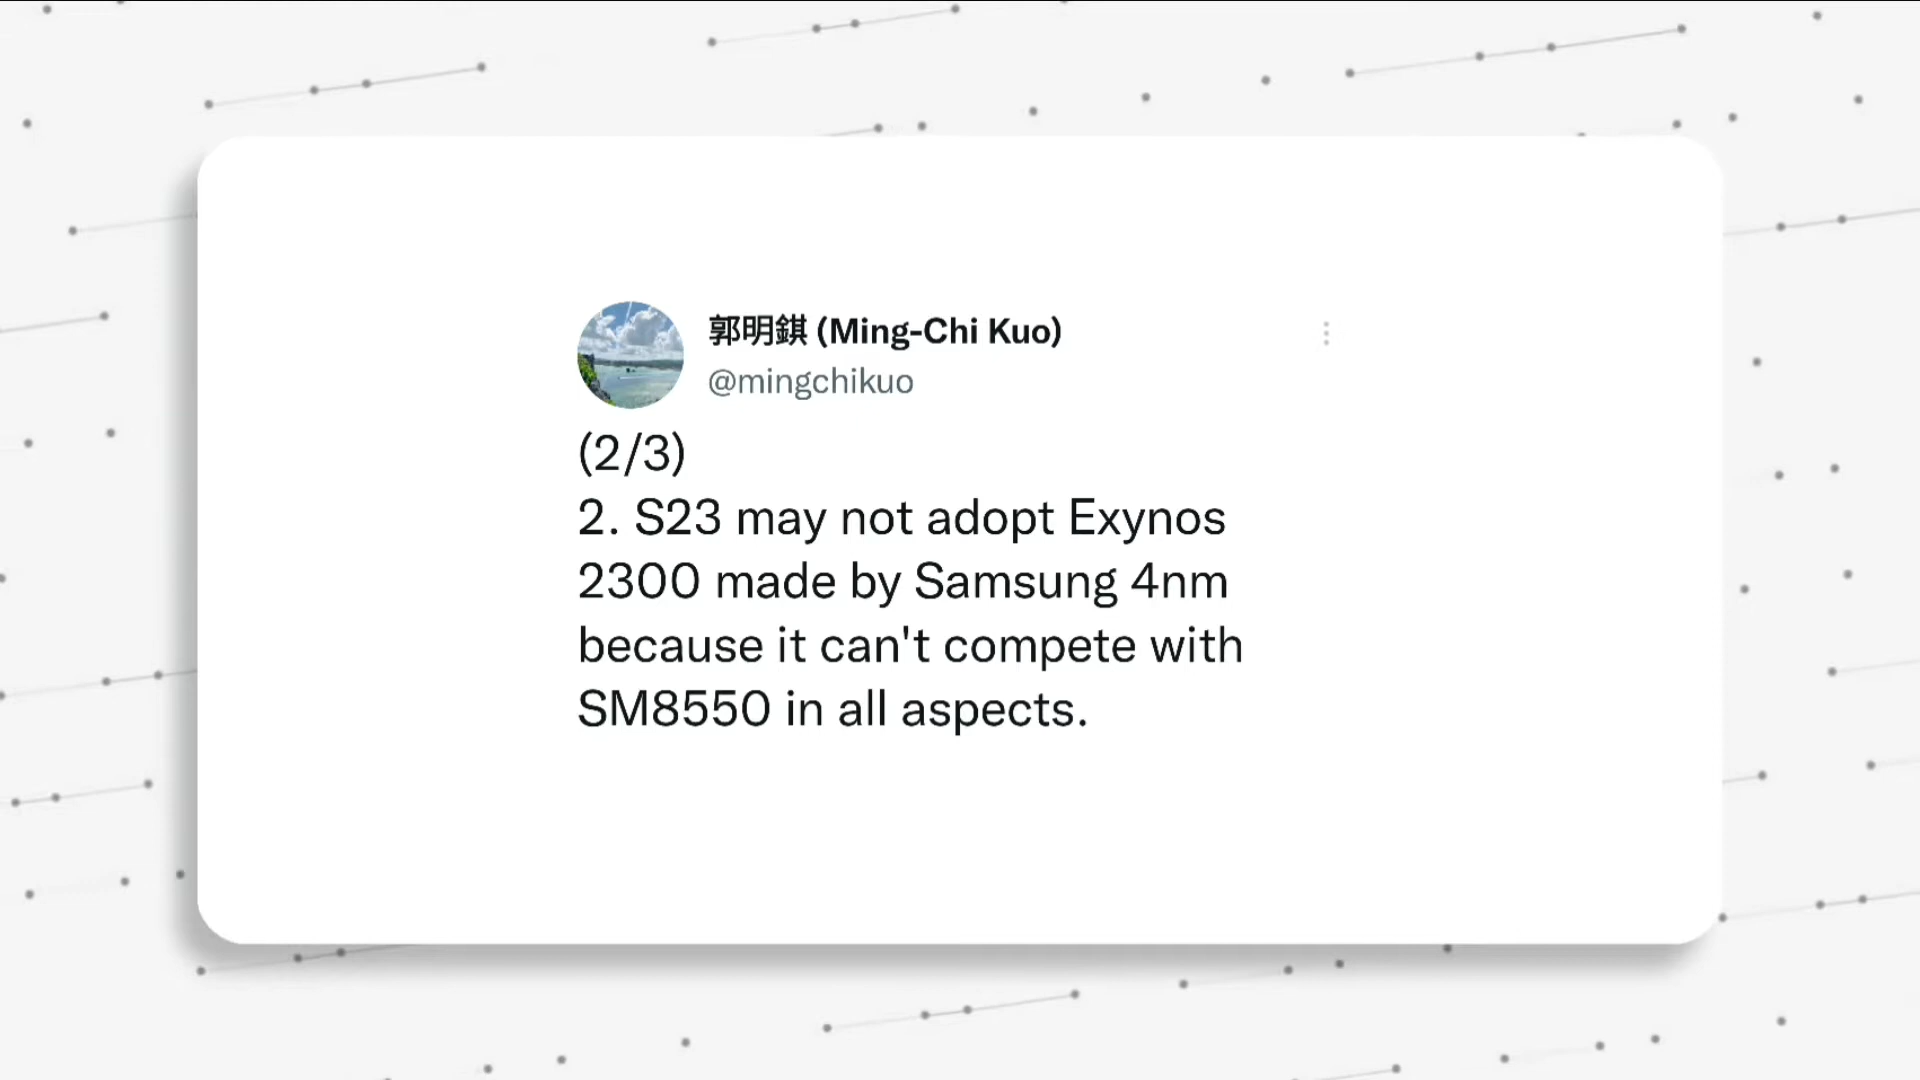 郭明錤 (Ming-Chi Kuo)
@mingchikuo
(2/3)
2. S23 may not adopt Exynos
2300 made by Samsung 4nm
because it can't compete with
SM8550 in all aspects.